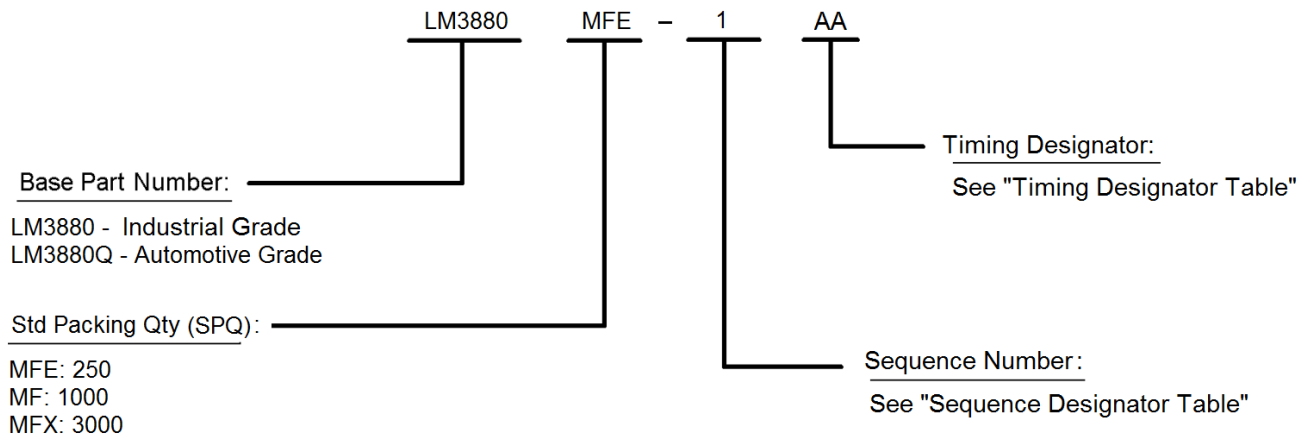 LM3880 MFE – 1 AA
Timing Designator:
See "Timing Designator Table"
Base Part Number:
LM3880 - Industrial Grade
LM3880Q - Automotive Grade
Std Packing Qty (SPQ):
MFE: 250
MF: 1000
MFX: 3000
Sequence Number:
See "Sequence Designator Table"